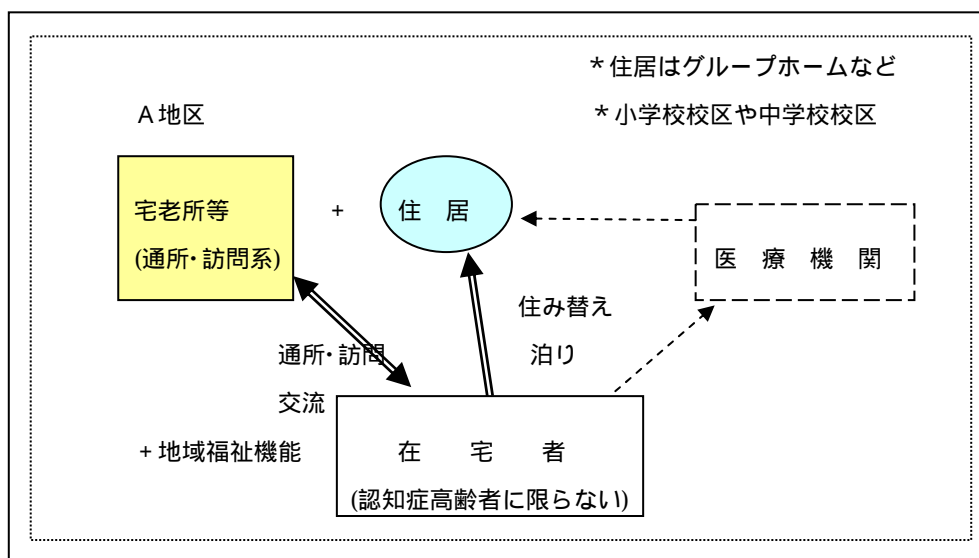 *住居はグループホームなど
A地区
*小学校校区や中学校校区
宅老所等
(通所・訪問系)
+
住 居
医 療 機 関
住み替え
泊り
通所・訪問
交流
+地域福祉機能
在 宅 者
(認知症高齢者に限らない)